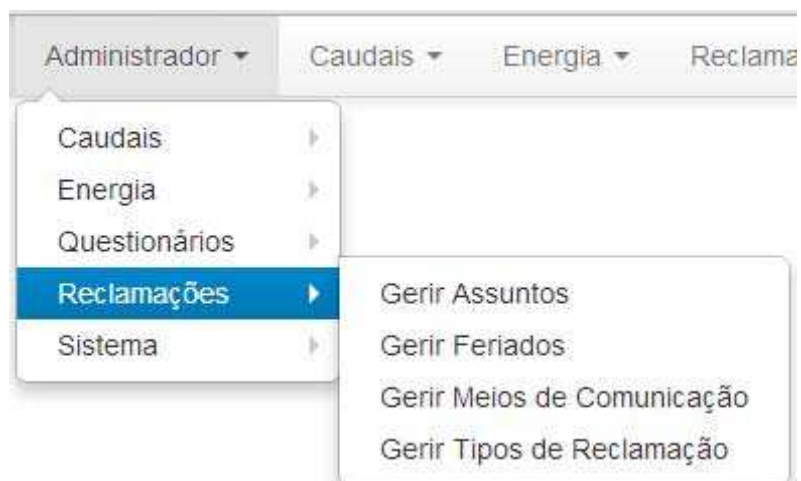 Administrador Caudais Energia Reclama
Caudais
Energia
Questionários
Reclamações
Sistema
Gerir Assuntos
Gerir Feriados
Gerir Meios de Comunicação
Gerir Tipos de Reclamação